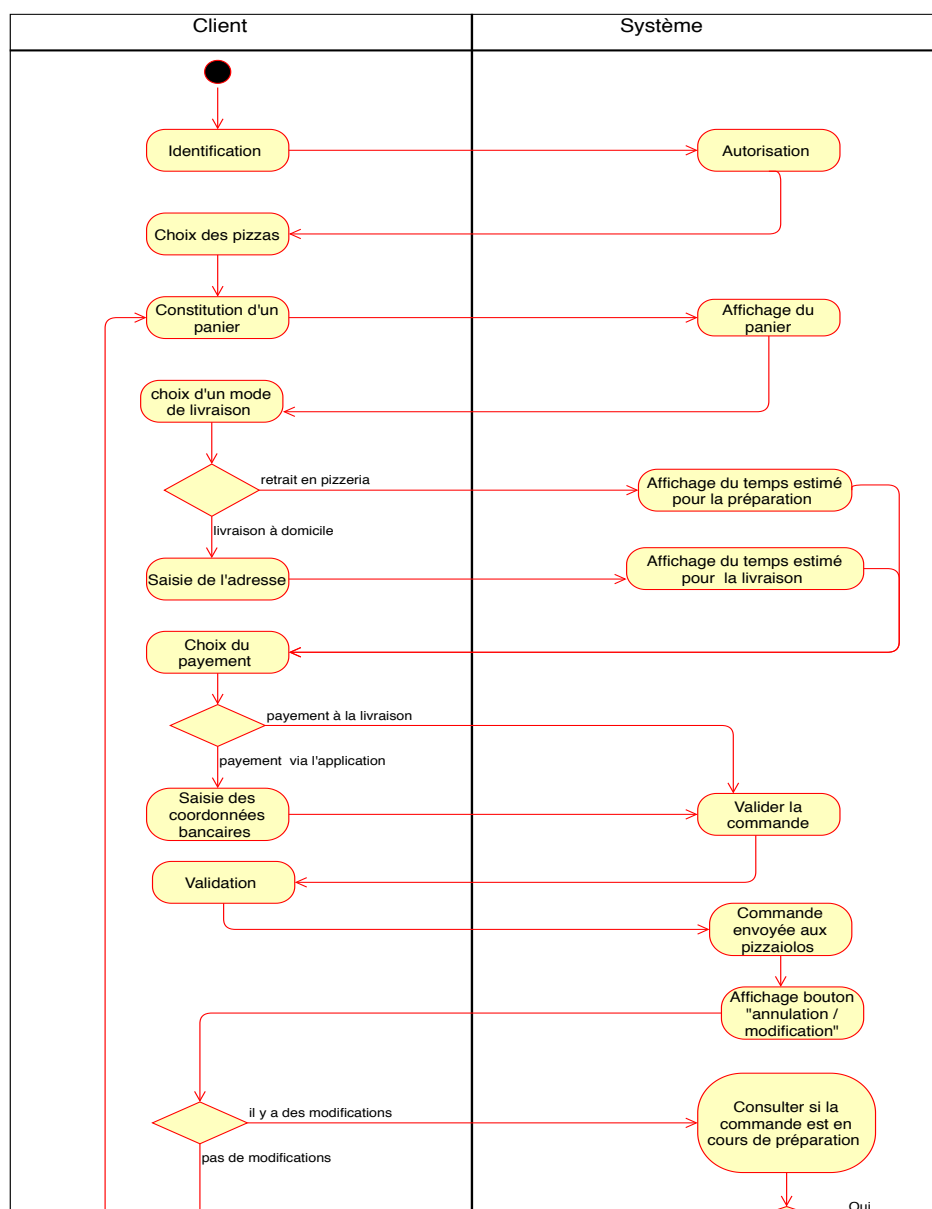 Client
Système
Identification
Autorisation
Choix des pizzas
Constitution d'un
panier
Affichage du
panier
choix d'un mode
de livraison
retrait en pizzeria
Affichage du temps estimé
pour la préparation
livraison à domicile
Saisie de l'adresse
Affichage du temps estimé
pour  la livraison
Choix du
payement
payement à la livraison
payement  via l'application
Saisie des
coordonnées
bancaires
Valider la
commande
Validation
Commande
envoyée aux
pizzaiolos
Affichage bouton
"annulation /
modification"
il y a des modifications
Consulter si la
commande est en
cours de préparation
pas de modifications
Oui